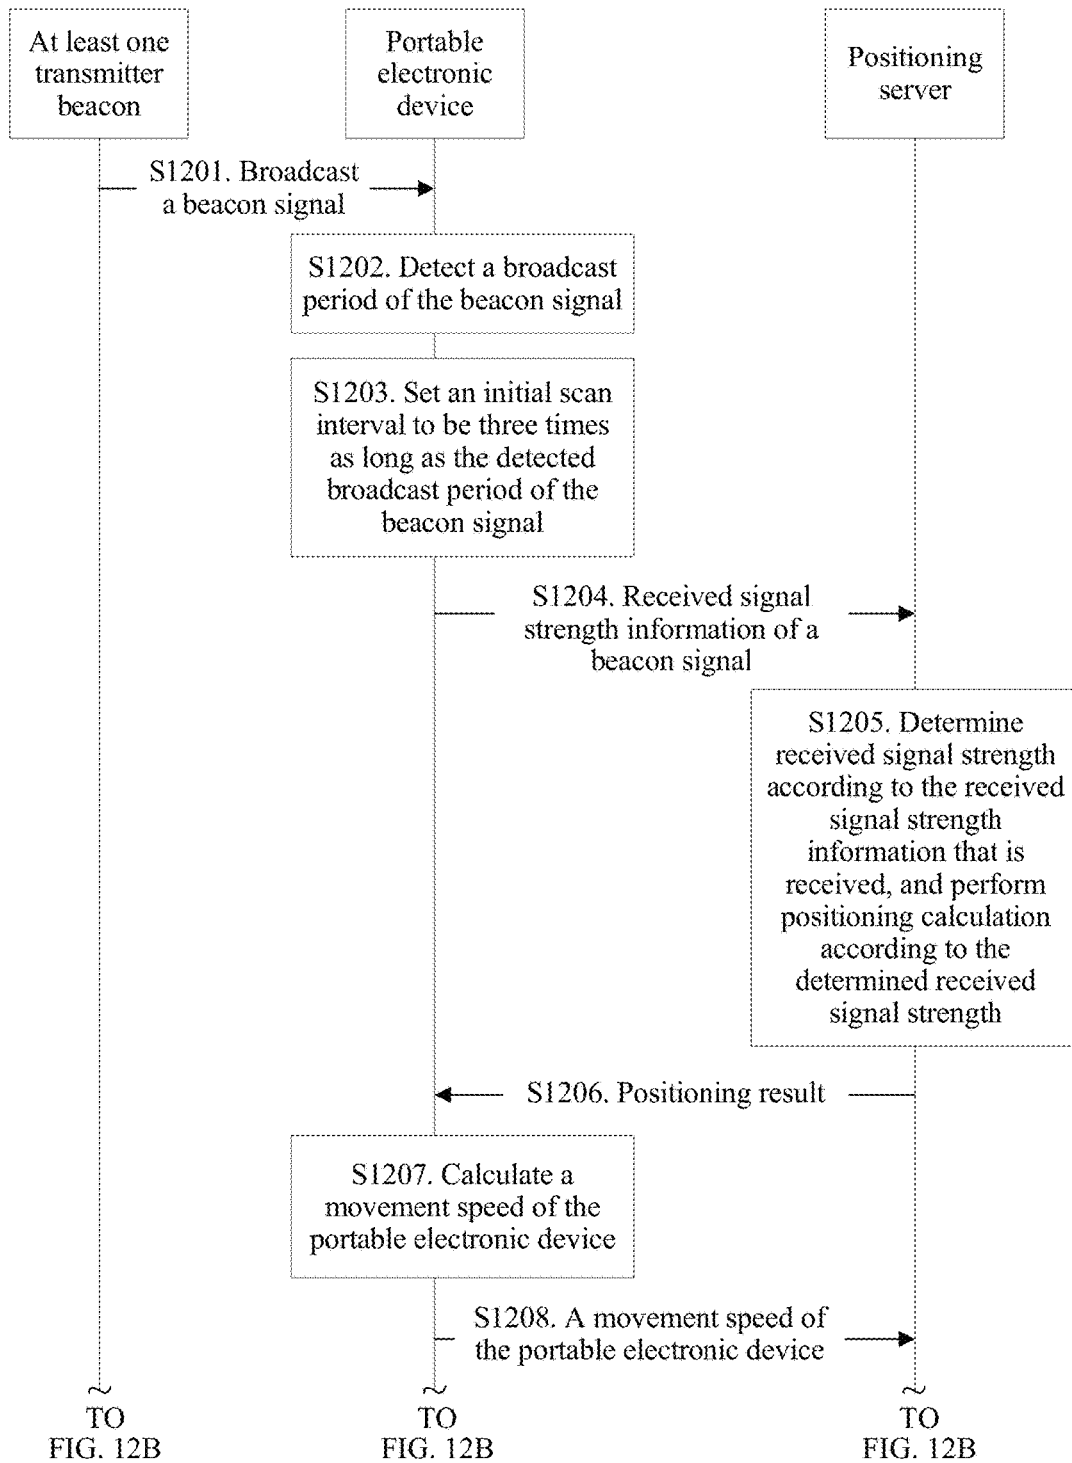 At least one
transmitter
beacon
Portable
electronic
device
Positioning
server
S1201. Broadcast
a beacon signal
S1202. Detect a broadcast
period of the beacon signal
S1203. Set an initial scan
interval to be three times
as long as the detected
broadcast period of the
beacon signal
S1204. Received signal
strength information of a
beacon signal
S1205. Determine
received signal strength
according to the received
signal strength
information that is
received, and perform
positioning calculation
according to the
determined received
signal strength
S1206. Positioning result
S1207. Calculate a
movement speed of the
portable electronic device
S1208. A movement speed of
the portable electronic device
TO
FIG. 12B
TO
FIG. 12B
TO
FIG. 12B